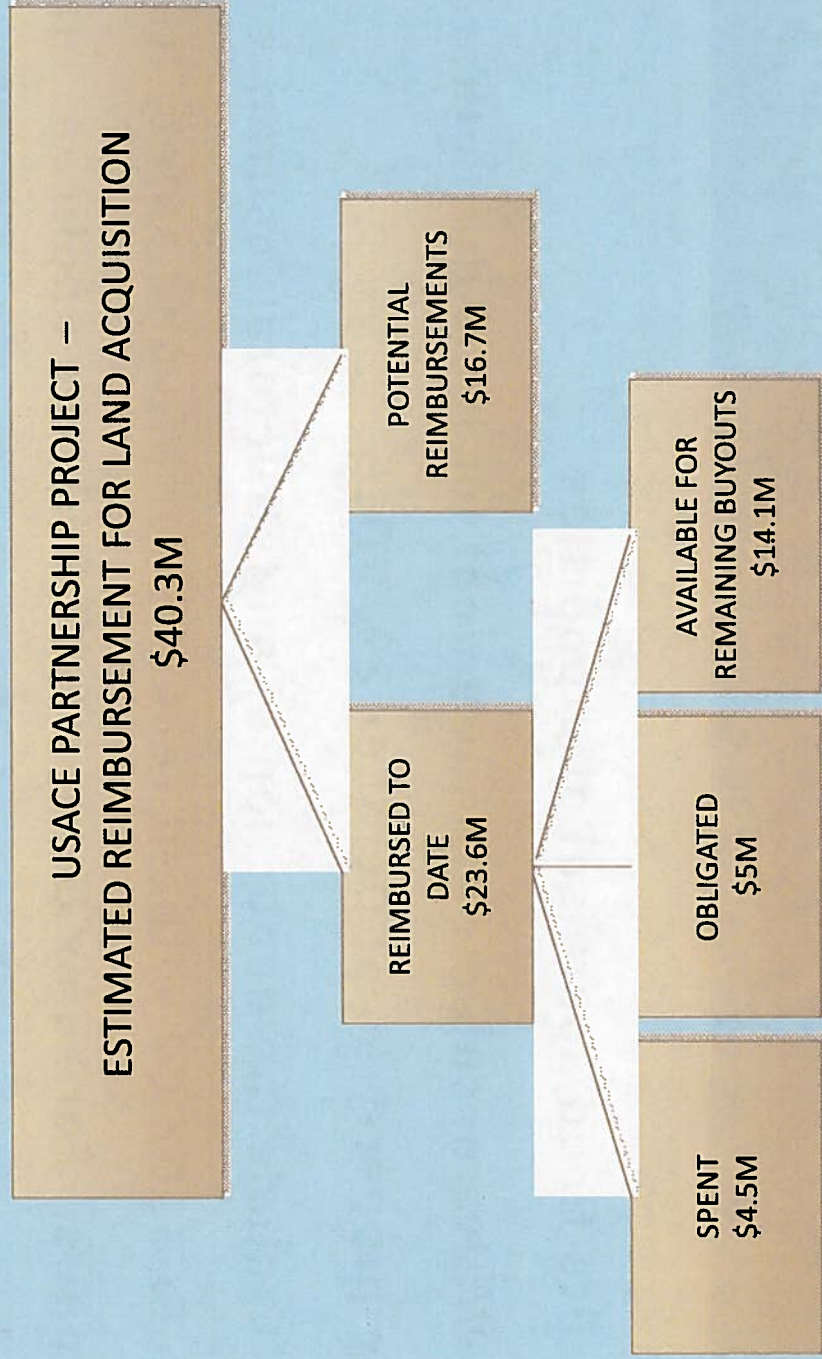 USACE PARTNERSHIP PROJECT –
ESTIMATED REIMBURSEMENT FOR LAND ACQUISITION
$40.3M
REIMBURSED TO
DATE
$23.6M
POTENTIAL
REIMBURSEMENTS
$16.7M
SPENT
$4.5M
OBLIGATED
$5M
AVAILABLE FOR
REMAINING BUYOUTS
$14.1M